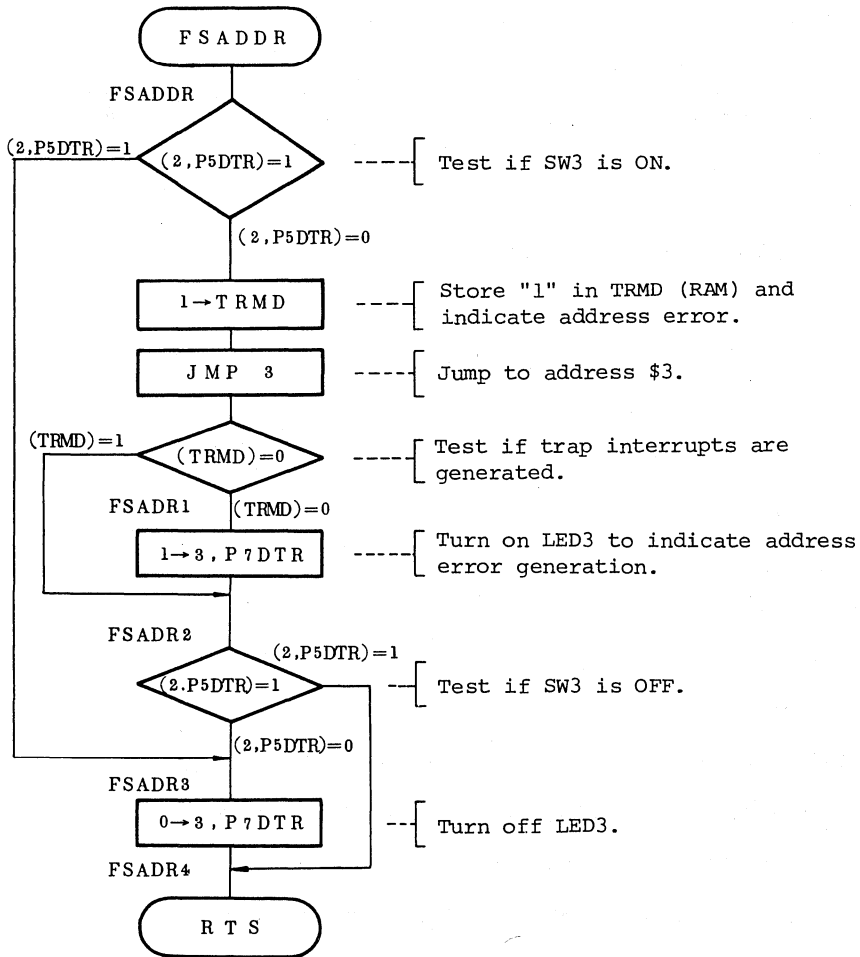 FSADDR
FSADDR
(2,P5DTR)=1
(2,P5DTR)=1
Test if SW3 is ON.
(2,P5DTR)=0
1→TRMD
Store "1" in TRMD (RAM) and
indicate address error.
JMP 3
Jump to address $3.
(TRMD)=1
(TRMD)=0
Test if trap interrupts are
generated.
FSADR1
(TRMD)=0
1→3,P7DTR
Turn on LED3 to indicate address
error generation.
FSADR2
(2,P5DTR)=1
(2.P5DTR)=1
Test if SW3 is OFF.
(2,P5DTR)=0
FSADR3
0→3,P7DTR
Turn off LED3.
FSADR4
RTS